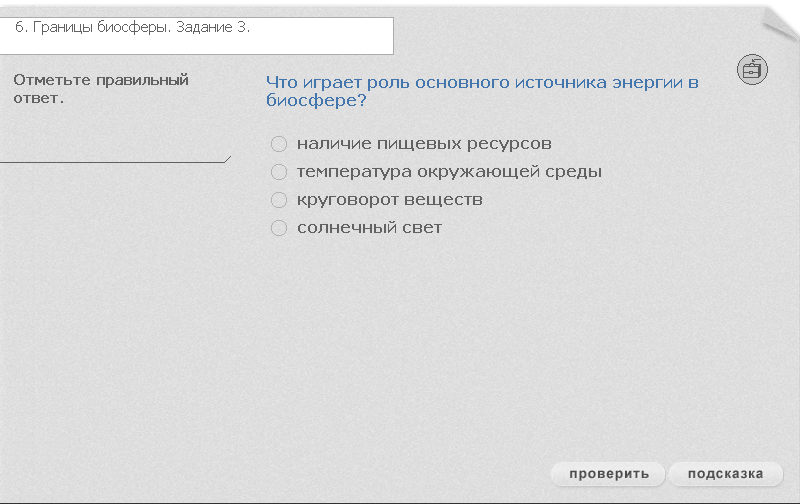 6. Границы биосферы. Задание 3.
Отметьте правильный
ответ.
Что играет роль основного источника энергии в
биосфере?
наличие пищевых ресурсов
температура окружающей среды
круговорот веществ
солнечный свет
проверить
подсказка